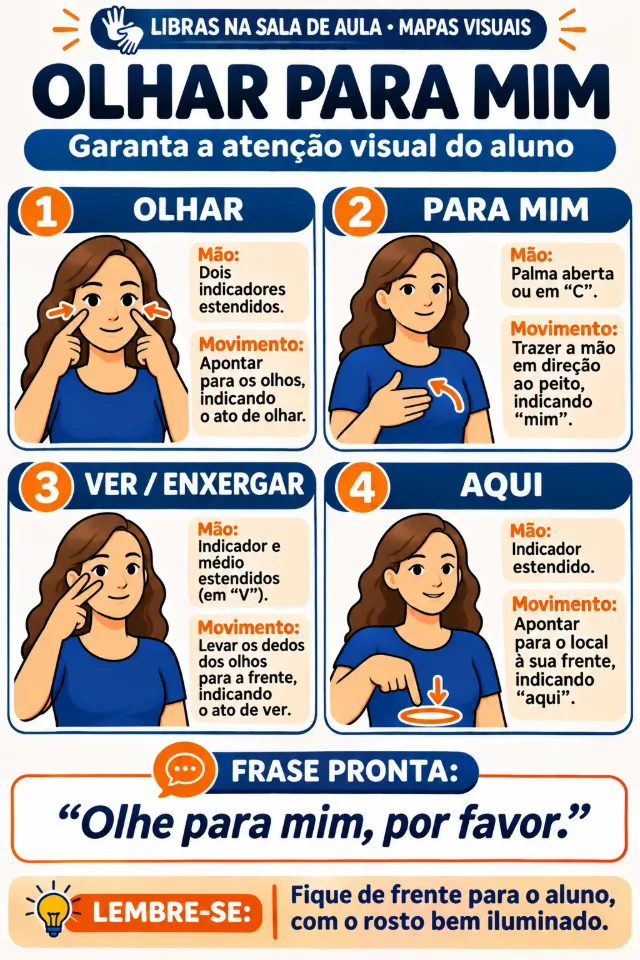 LIBRAS NA SALA DE AULA • MAPAS VISUAIS
OLHAR PARA MIM
Garanta a atenção visual do aluno
1 OLHAR
Mão:
Dois
indicadores
estendidos.
Movimento:
Apontar
para os olhos,
indicando
o ato de olhar.
2 PARA MIM
Mão:
Palma aberta
ou em “C”.
Movimento:
Trazer a mão
em direção
ao peito,
indicando
“mim”.
3 VER / ENXERGAR
Mão:
Indicador e
médio
estendidos
(em “V”).
Movimento:
Levar os dedos
dos olhos
para a frente,
indicando
o ato de ver.
4 AQUI
Mão:
Indicador
estendido.
Movimento:
Apontar
para o local
à sua frente,
indicando
“aqui”.
FRASE PRONTA:
“Olhe para mim, por favor.”
LEMBRE-SE:
Fique de frente para o aluno,
com o rosto bem iluminado.